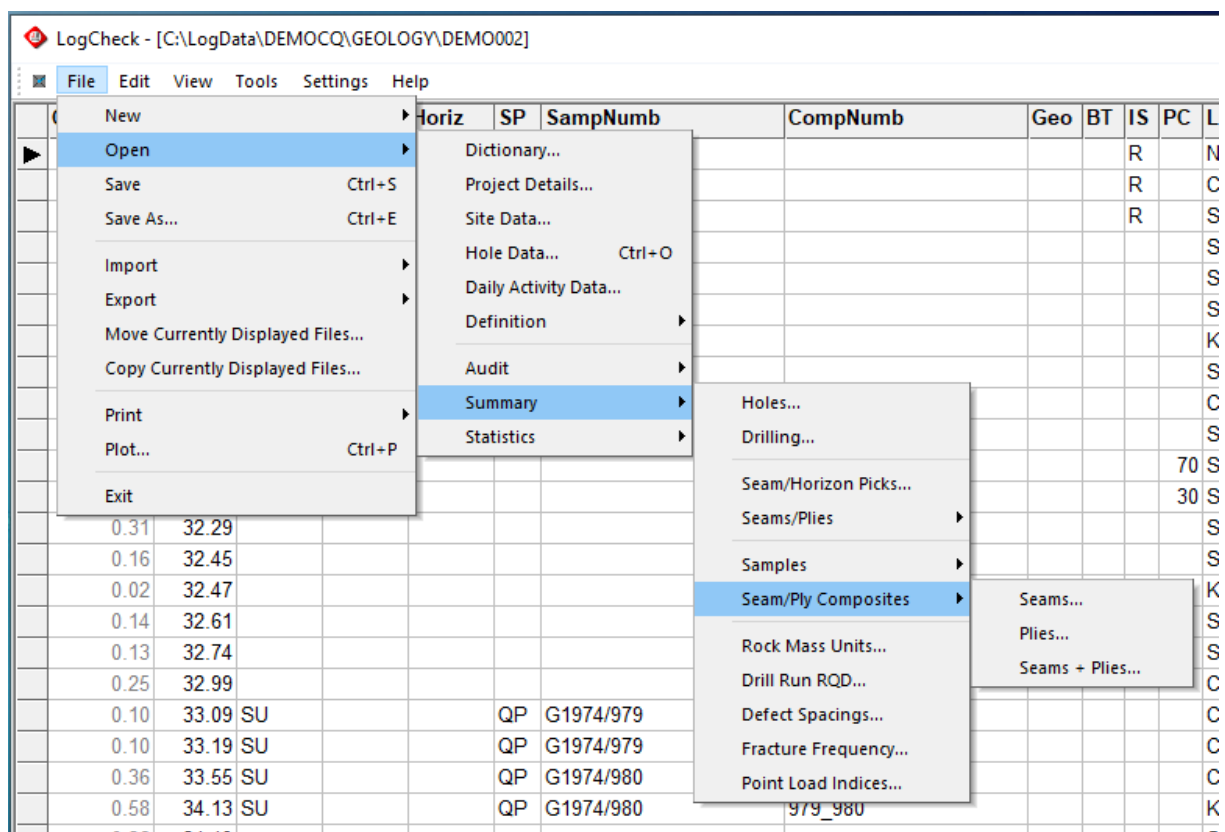 LogCheck - [C:\LogData\DEMOCQ\GEOLOGY\DEMO002]
File Edit View Tools Settings Help
SP SampNumb CompNumb Geo BT IS PC
New
Open
Save Ctrl+S
Save As... Ctrl+E
Import
Export
Move Currently Displayed Files...
Copy Currently Displayed Files...
Print
Plot... Ctrl+P
Exit
Dictionary...
Project Details...
Site Data...
Hole Data... Ctrl+O
Daily Activity Data...
Definition
Audit
Summary
Statistics
Holes...
Drilling...
Seam/Horizon Picks...
Seams/Plies
Samples
Seam/Ply Composites
Rock Mass Units...
Drill Run RQD...
Defect Spacings...
Fracture Frequency...
Point Load Indices...
Seams...
Plies...
Seams + Plies...
R N
R C
R S
S
S
S
K
S
C
S
70 S
30 S
0.31 32.29 S
0.16 32.45 S
0.02 32.47 K
0.14 32.61 S
0.13 32.74 S
0.25 32.99 C
0.10 33.09 SU QP G1974/979 C
0.10 33.19 SU QP G1974/979 C
0.36 33.55 SU QP G1974/980 C
0.58 34.13 SU QP G1974/980 979_980 K